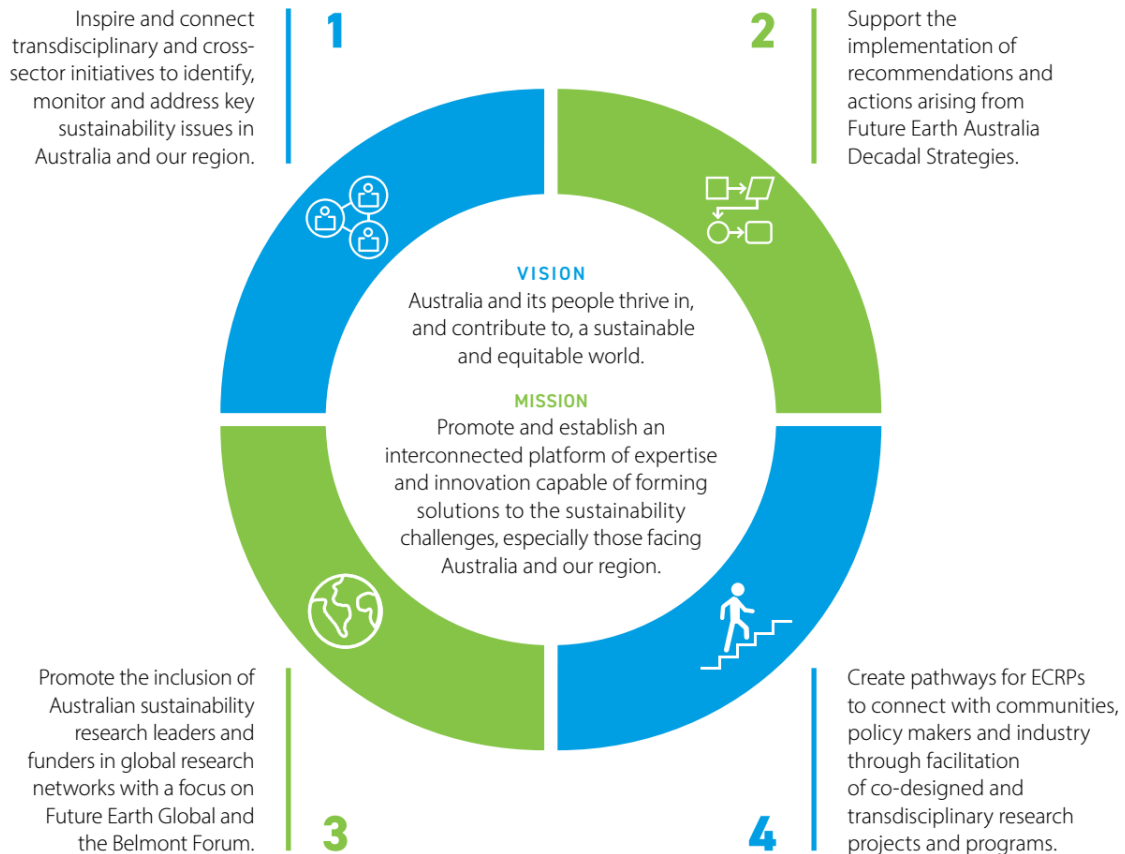 1
Inspire and connect
transdisciplinary and cross-
sector initiatives to identify,
monitor and address key
sustainability issues in
Australia and our region.
2
Support the
implementation of
recommendations and
actions arising from
Future Earth Australia
Decadal Strategies.
VISION
Australia and its people thrive in,
and contribute to, a sustainable
and equitable world.
MISSION
Promote and establish an
interconnected platform of expertise
and innovation capable of forming
solutions to the sustainability
challenges, especially those facing
Australia and our region.
Promote the inclusion of
Australian sustainability
research leaders and
funders in global research
networks with a focus on
Future Earth Global and
the Belmont Forum.
3
Create pathways for ECRPs
to connect with communities,
policy makers and industry
through facilitation
of co-designed and
transdisciplinary research
projects and programs.
4